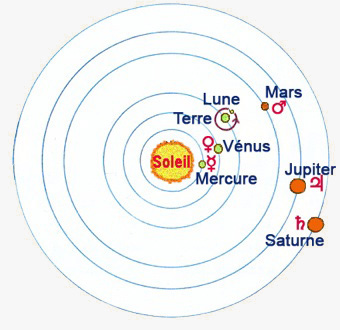 Mars
♂
Lune
Terre
♀ Vénus
Soleil
☿
Mercure
Jupiter
♃
♄
Saturne